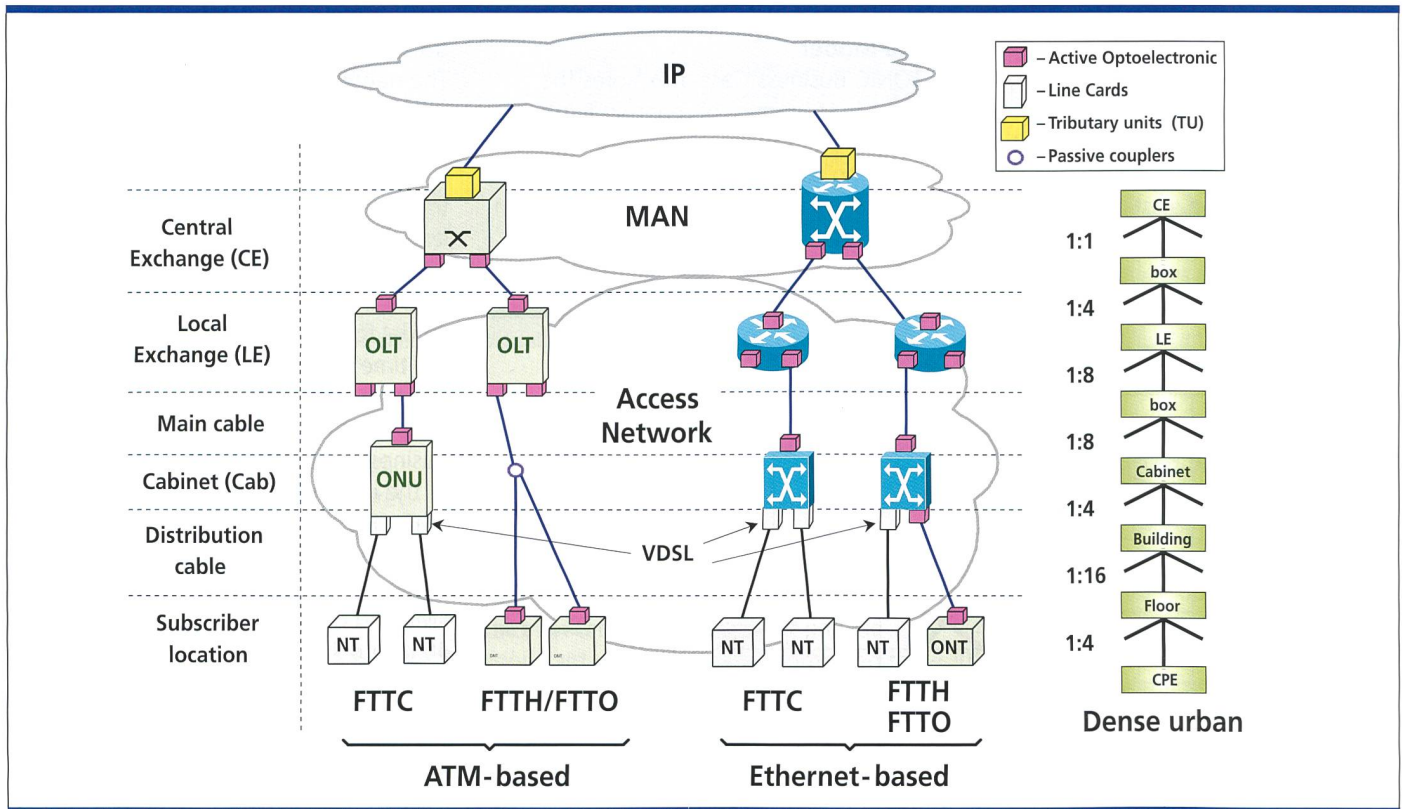 IP
– Active Optoelectronic
– Line Cards
– Tributary units (TU)
– Passive couplers
MAN
Central
Exchange (CE)
Local
Exchange (LE)
OLT
OLT
Main cable
Access
Network
Cabinet (Cab)
ONU
Distribution
cable
VDSL
Subscriber
location
NT
NT
ONT
ONT
NT
NT
NT
ONT
FTTC
FTTH/FTTO
FTTC
FTTH
FTTO
ATM-based
Ethernet-based
CE
1:1
box
1:4
LE
1:8
box
1:8
Cabinet
1:4
Building
1:16
Floor
1:4
CPE
Dense urban